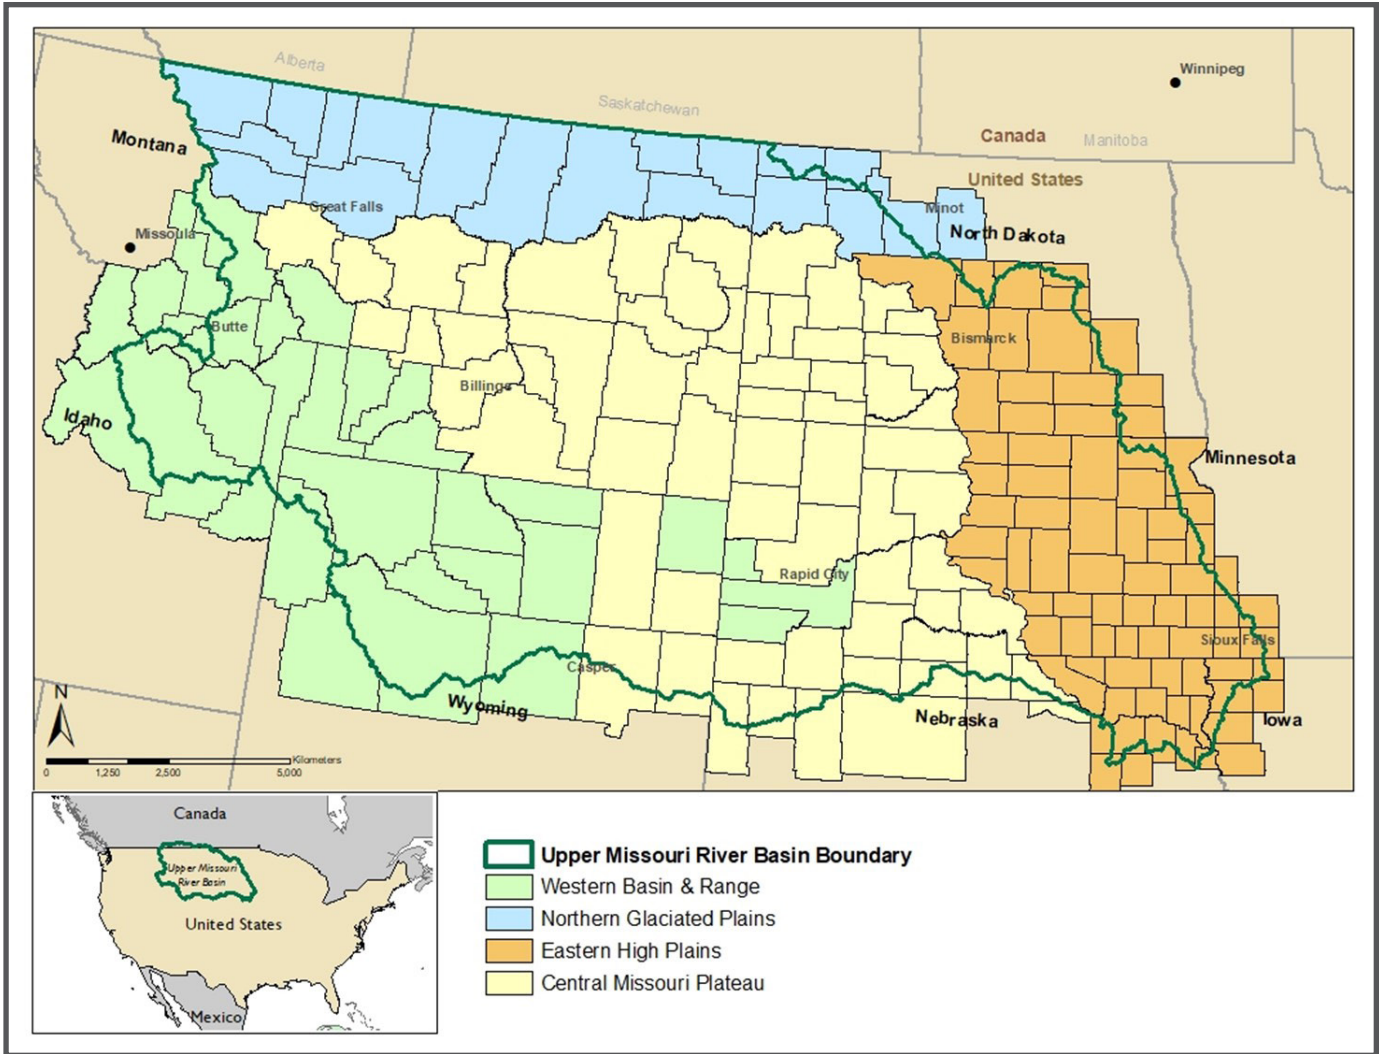 Alberta
Winnipeg
Saskatchewan
Canada
Manitoba
Montana
United States
Great Falls
Minot
Missoula
North Dakota
Butte
Bismarck
Billings
Idaho
Minnesota
Rapid City
Sioux Falls
Casper
N
Wyoming
Nebraska
Iowa
Kilometers
0 1,250 2,500 5,000
Canada
Upper Missouri
River Basin
United States
Mexico
Upper Missouri River Basin Boundary
Western Basin & Range
Northern Glaciated Plains
Eastern High Plains
Central Missouri Plateau